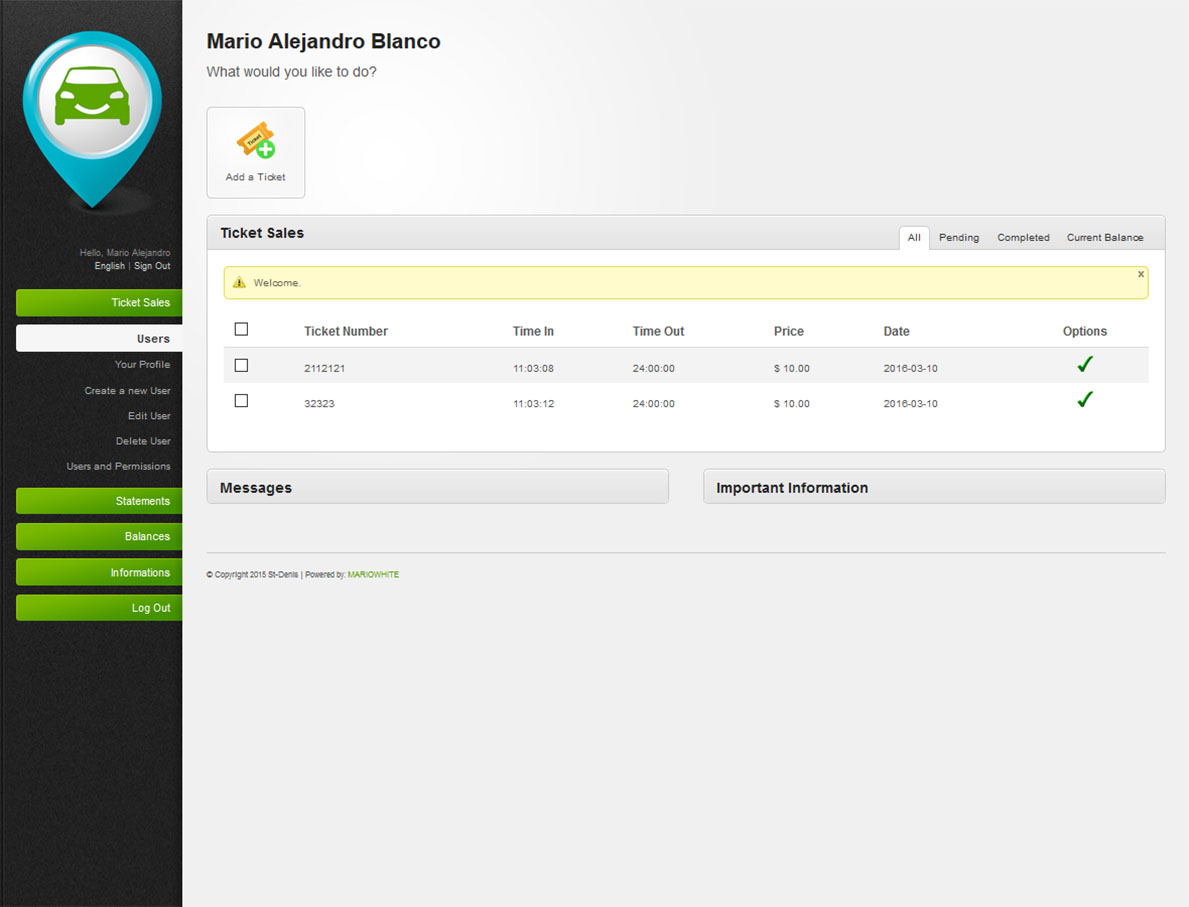 Mario Alejandro Blanco
What would you like to do?
Ticket
Add a Ticket
Hello, Mario Alejandro
English | Sign Out
Ticket Sales
Users
Your Profile
Create a new User
Edit User
Delete User
Users and Permissions
Statements
Balances
Informations
Log Out
Ticket Sales
All Pending Completed Current Balance
Welcome.
x
Ticket Number Time In Time Out Price Date Options
2112121 11:03:08 24:00:00 $ 10.00 2016-03-10
32323 11:03:12 24:00:00 $ 10.00 2016-03-10
Messages
Important Information
© Copyright 2015 St-Denis | Powered by: MARIOWHITE